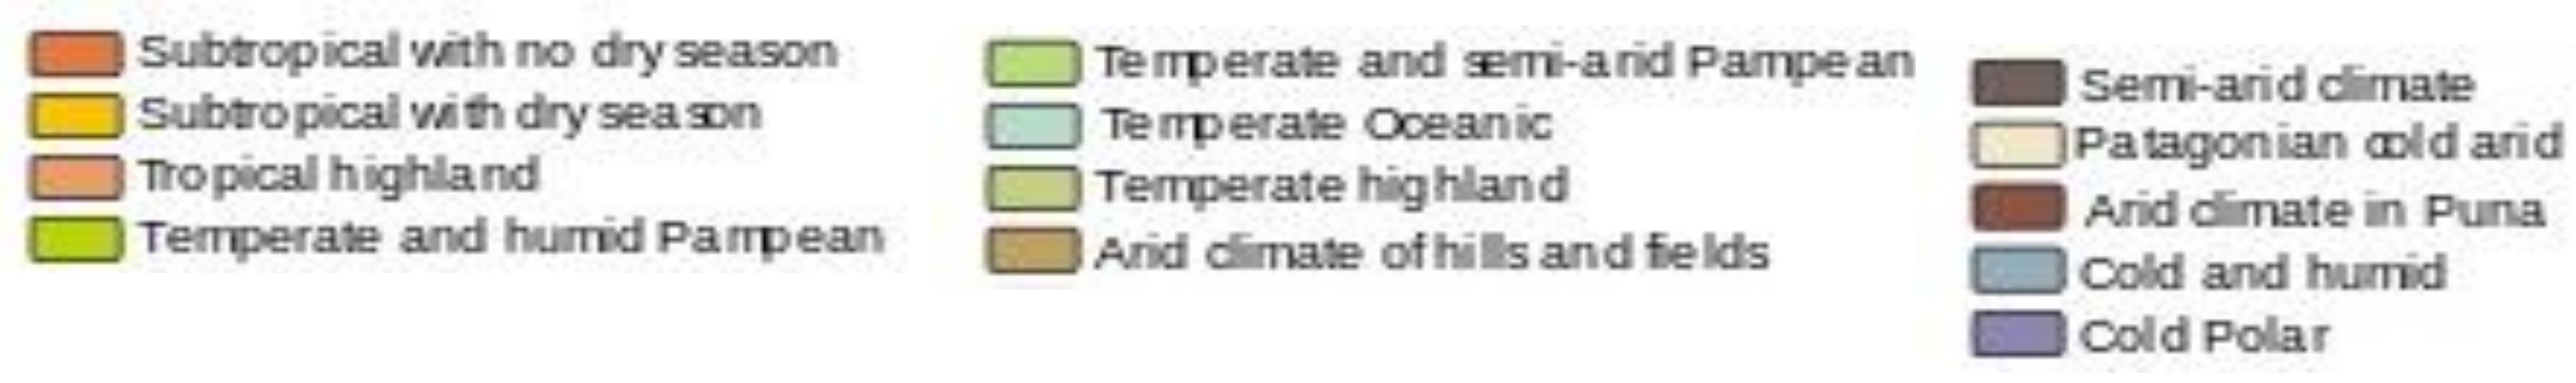 Subtropical with no dry season
Subtropical with dry season
Tropical highland
Temperate and humid Pampean
Temperate and semi-arid Pampean
Temperate Oceanic
Temperate highland
Arid climate of hills and fields
Semi-arid climate
Patagonian cold arid
Arid climate in Puna
Cold and humid
Cold Polar